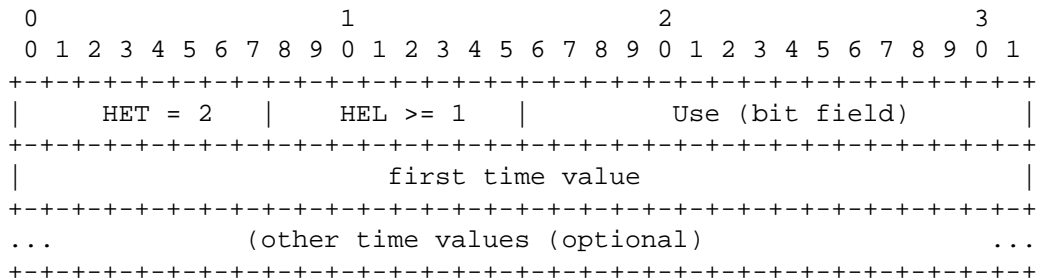 0                   1                   2                   3
 0 1 2 3 4 5 6 7 8 9 0 1 2 3 4 5 6 7 8 9 0 1 2 3 4 5 6 7 8 9 0 1
+-+-+-+-+-+-+-+-+-+-+-+-+-+-+-+-+-+-+-+-+-+-+-+-+-+-+-+-+-+-+-+-+
|     HET = 2   |    HEL >= 1   |         Use (bit field)       |
+-+-+-+-+-+-+-+-+-+-+-+-+-+-+-+-+-+-+-+-+-+-+-+-+-+-+-+-+-+-+-+-+
|                       first time value                        |
+-+-+-+-+-+-+-+-+-+-+-+-+-+-+-+-+-+-+-+-+-+-+-+-+-+-+-+-+-+-+-+-+
...            (other time values (optional)                  ...
+-+-+-+-+-+-+-+-+-+-+-+-+-+-+-+-+-+-+-+-+-+-+-+-+-+-+-+-+-+-+-+-+